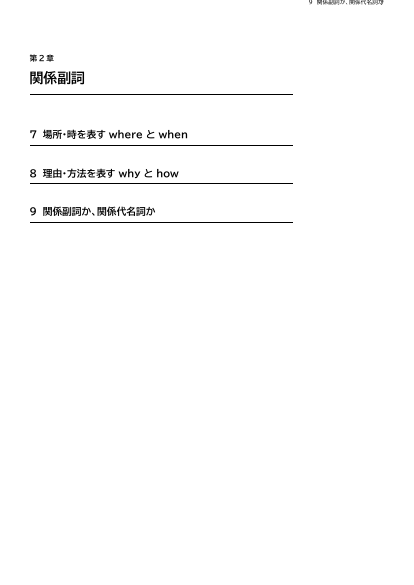 9 関係副詞か、関係代名詞か
第2章
関係副詞
7 場所・時を表す where と when
8 理由・方法を表す why と how
9 関係副詞か、関係代名詞か